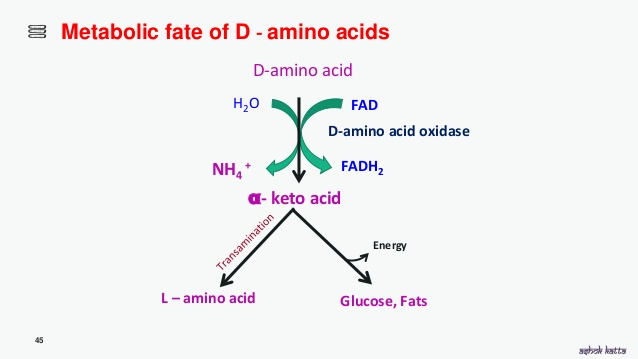 Metabolic fate of D - amino acids
D-amino acid
H₂O
FAD
D-amino acid oxidase
NH₄⁺
FADH₂
α- keto acid
Transamination
Energy
L – amino acid
Glucose, Fats
45
ashok katta